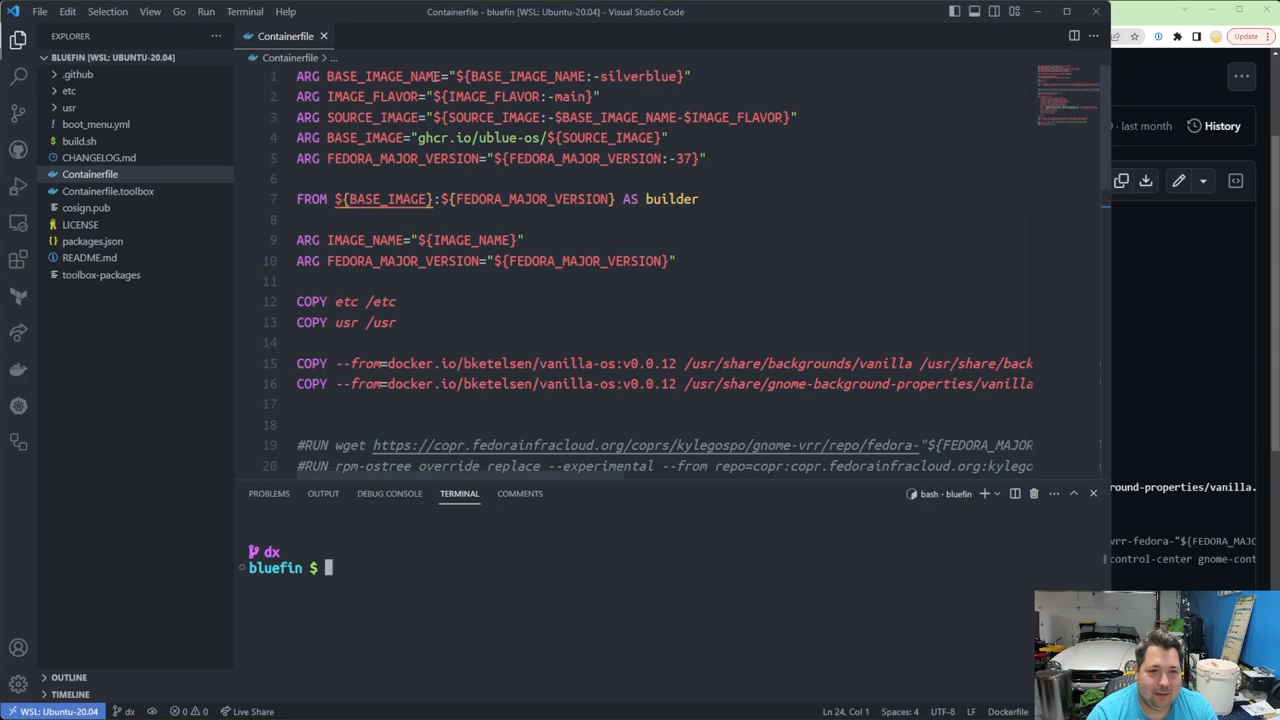 File Edit Selection View Go Run Terminal Help
Containerfile - bluefin [WSL: Ubuntu-20.04] - Visual Studio Code
Update
EXPLORER
Containerfile
BLUEFIN [WSL: UBUNTU-20.04]
Containerfile > ...
.github
etc
usr
boot_menu.yml
build.sh
CHANGELOG.md
Containerfile
Containerfile.toolbox
cosign.pub
LICENSE
packages.json
README.md
toolbox-packages
1 ARG BASE_IMAGE_NAME="${BASE_IMAGE_NAME:-silverblue}"
2 ARG IMAGE_FLAVOR="${IMAGE_FLVOR:-main}"
3 ARG SOURCE_IMAGE="${SOURCE_IMAGE:-$BASE_IMAGE_NAME-$IMAGE_FLAVOR}"
4 ARG BASE_IMAGE="ghcr.io/ublue-os/${SOURCE_IMAGE}"
5 ARG FEDORA_MAJOR_VERSION="${FEDORA_MAJOR_VERSION:-37}"
6
7 FROM ${BASE_IMAGE}:${FEDORA_MAJOR_VERSION} AS builder
8
9 ARG IMAGE_NAME="${IMAGE_NAME}"
10 ARG FEDORA_MAJOR_VERSION="${FEDORA_MAJOR_VERSION}"
11
12 COPY etc /etc
13 COPY usr /usr
14
15 COPY --from=docker.io/bketelsen/vanilla-os:v0.0.12 /usr/share/backgrounds/vanilla /usr/share/back
16 COPY --from=docker.io/bketelsen/vanilla-os:v0.0.12 /usr/share/gnome-background-properties/vanilla
17
18
19 #RUN wget https://copr.fedorainfracloud.org/coprs/kylegospo/gnome-vrr/repo/fedora-"${FEDORA_MAJOR
20 #RUN rpm-ostree override replace --experimental --from repo=copr:copr.fedorainfracloud.org:kylego
last month
History
ound-properties/vanilla.
vrr-fedora-"${FEDORA_MAJO
control-center gnome-cont
PROBLEMS OUTPUT DEBUG CONSOLE TERMINAL COMMENTS
bash - bluefin
dx
bluefin $
OUTLINE
TIMELINE
WSL: Ubuntu-20.04 dx 0 0 Live Share
Ln 24, Col 1 Spaces: 4 UTF-8 LF Dockerfile